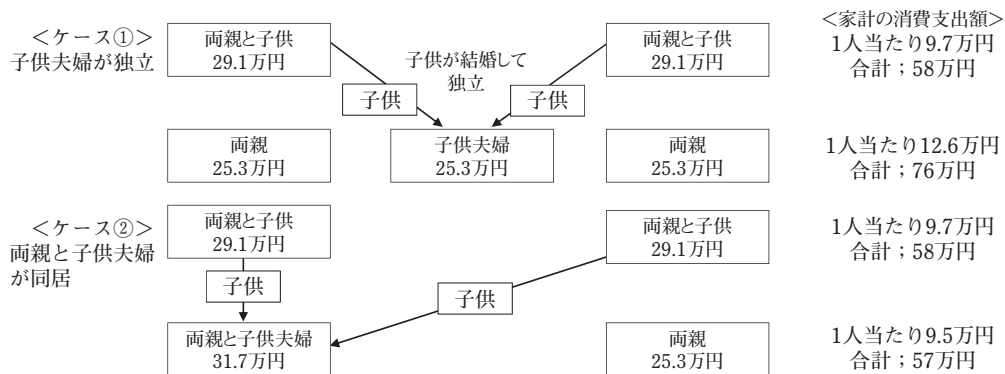 <家計の消費支出額>
<ケース①>
子供夫婦が独立
両親と子供
29.1万円
子供が結婚して
独立
両親と子供
29.1万円
1人当たり9.7万円
合計；58万円
子供
子供
両親
25.3万円
子供夫婦
25.3万円
両親
25.3万円
1人当たり12.6万円
合計；76万円
<ケース②>
両親と子供夫婦
が同居
両親と子供
29.1万円
両親と子供
29.1万円
1人当たり9.7万円
合計；58万円
子供
子供
両親と子供夫婦
31.7万円
両親
25.3万円
1人当たり9.5万円
合計；57万円